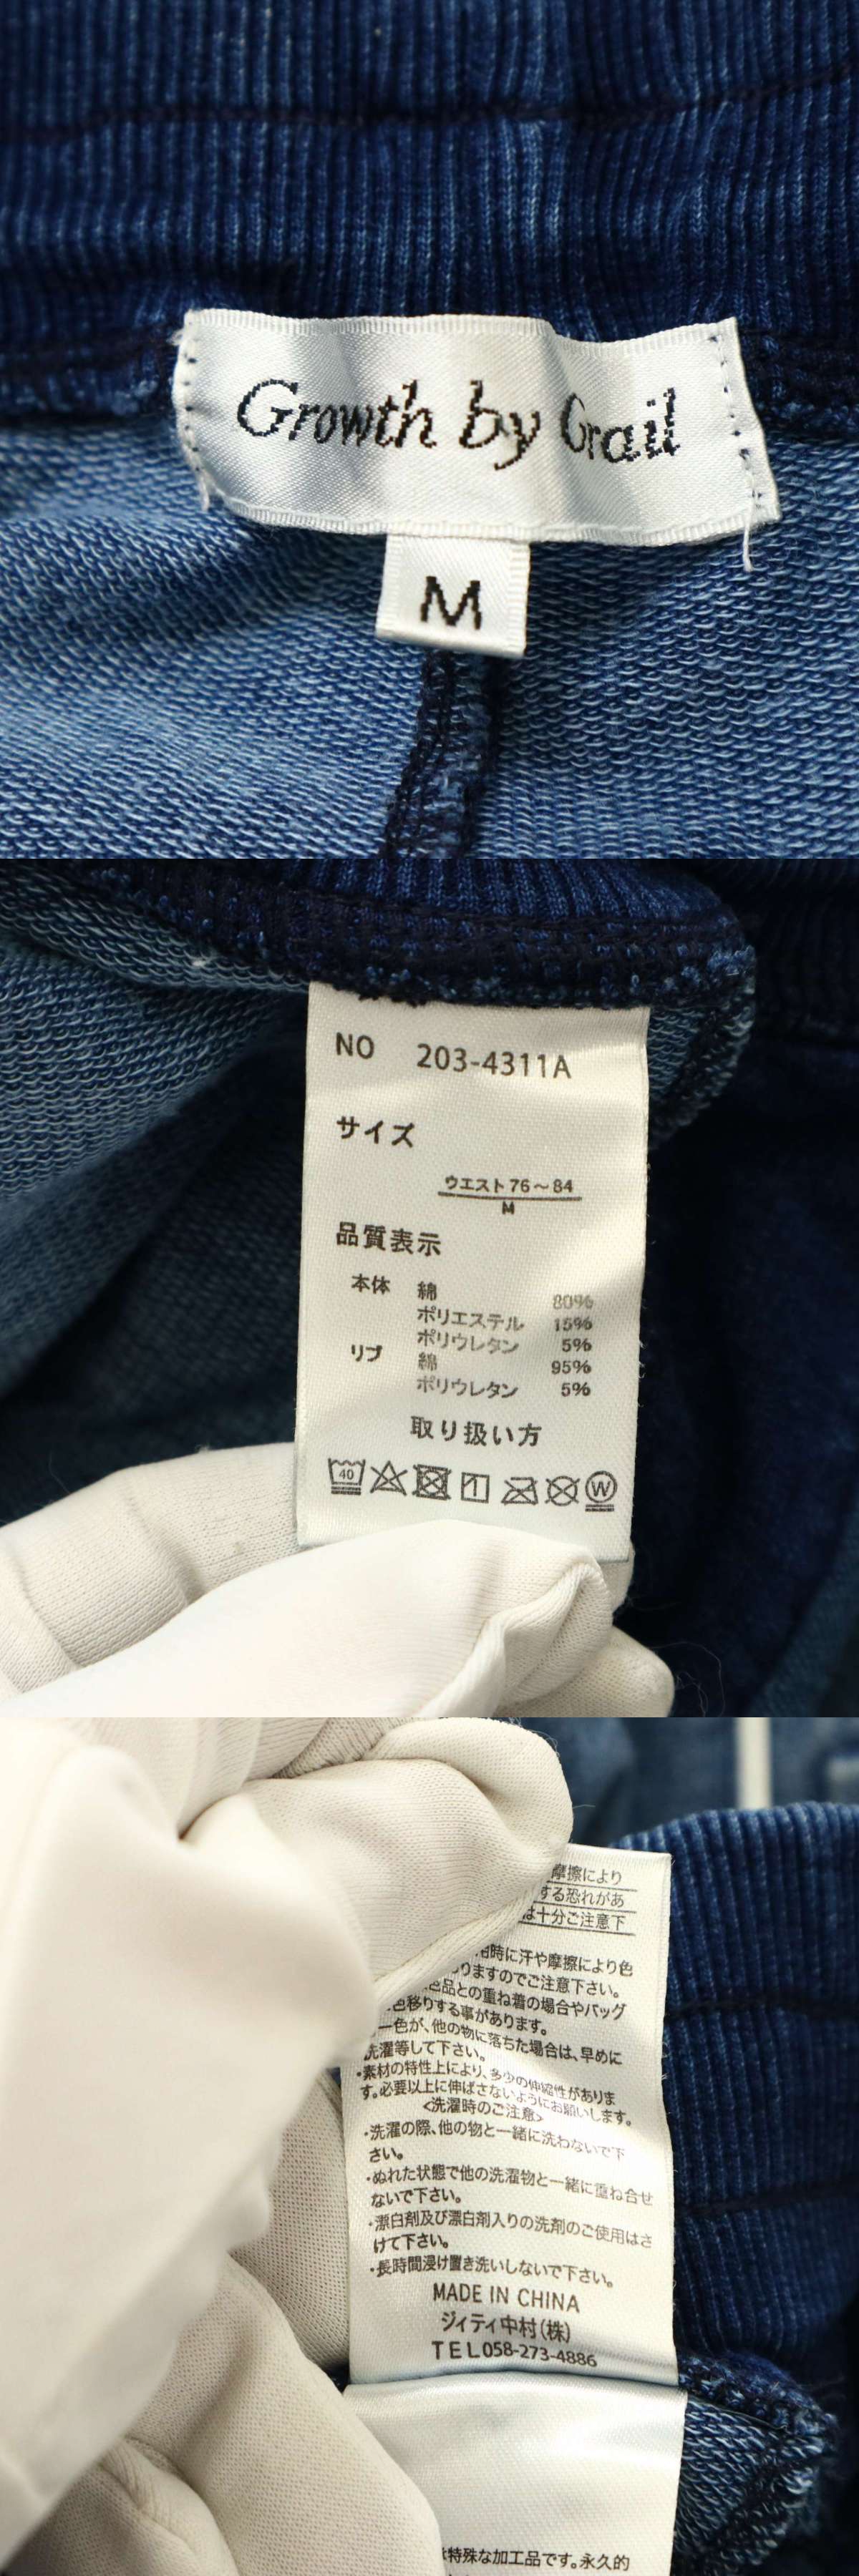 Growth by Grail
M
NO 203-4311A
サイズ
ウエスト76～84
M
品質表示
本体 綿 80%
ポリエステル 15%
ポリウレタン 5%
リブ 綿 95%
ポリウレタン 5%
取り扱い方
40
W
摩擦により
する恐れがあ
は十分ご注意下
用時に汗や摩擦により色
りますのでご注意下さい。
色品との重ね着の場合やバッグ
色移りする事があります。
一色が、他の物に落ちた場合は、早めに
洗濯等して下さい。
・素材の特性上により、多少の伸縮性がありま
す。必要以上に伸ばさないようにお願いします。
<洗濯時のご注意>
・洗濯の際、他の物と一緒に洗わないで下
さい。
・ぬれた状態で他の洗濯物と一緒に重ね合せ
ないで下さい。
・漂白剤及び漂白剤入りの洗剤のご使用はさ
けて下さい。
・長時間浸け置き洗いしないで下さい。
MADE IN CHINA
ジィティ中村(株)
TEL058-273-4886
は特殊な加工品です。永久的